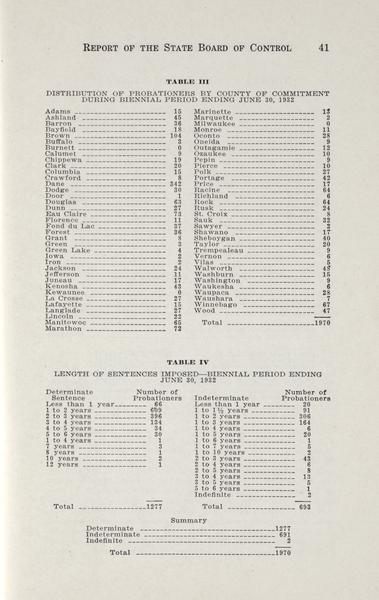 REPORT OF THE STATE BOARD OF CONTROL 41
TABLE III
DISTRIBUTION OF PROBATIONERS BY COUNTY OF COMMITMENT
DURING BIENNIAL PERIOD ENDING JUNE 30, 1932
Adams 15
Ashland 45
Barron 36
Bayfield 18
Brown 104
Buffalo 3
Burnett 0
Calumet 9
Chippewa 19
Clark 20
Columbia 15
Crawford 8
Dane 342
Dodge 30
Door 1
Douglas 63
Dunn 27
Eau Claire 73
Florence 11
Fond du Lac 37
Forest 36
Grant 8
Green 3
Green Lake 4
Iowa 2
Iron 2
Jackson 24
Jefferson 11
Juneau 17
Kenosha 43
Kewaunee 0
La Crosse 27
Lafayette 15
Langlade 27
Lincoln 22
Manitowoc 65
Marathon 72
Marinette 13
Marquette 2
Milwaukee 0
Monroe 11
Oconto 28
Oneida 9
Outagamie 12
Ozaukee 10
Pepin 9
Pierce 10
Polk 27
Portage 42
Price 17
Racine 64
Richland 6
Rock 64
Rusk 24
St. Croix 8
Sauk 32
Sawyer
Shawano 17
Sheboygan 40
Taylor 20
Trempealeau 9
Vernon 6
Vilas 5
Walworth 48
Washburn 15
Washington 9
Waukesha 6
Waupaca 28
Waushara 7
Winnebago 67
Wood 47
Total 1970
TABLE IV
LENGTH OF SENTENCES IMPOSED—BIENNIAL PERIOD ENDING
JUNE 30, 1932
Determinate Number of
Sentence Probationers
Less than 1 year 66
1 to 2 years 609
2 to 3 years 396
3 to 4 years 134
4 to 5 years 34
5 to 6 years 30
1 to 4 years 1
7 years 3
8 years 1
10 years 2
12 years 1
Total 1277
Number of
Indeterminate Probationers
Less than 1 year 20
1 to 1½ years 91
1 to 2 years 306
1 to 3 years 164
1 to 4 years 6
1 to 5 years 20
1 to 6 years 1
1 to 7 years 5
1 to 10 years 2
2 to 3 years 43
2 to 4 years 6
2 to 5 years 8
3 to 4 years
3 to 5 years 5
5 to 6 years 1
Indefinite 2
Total 693
Summary
Determinate 1277
Indeterminate 691
Indefinite 2
Total 1970